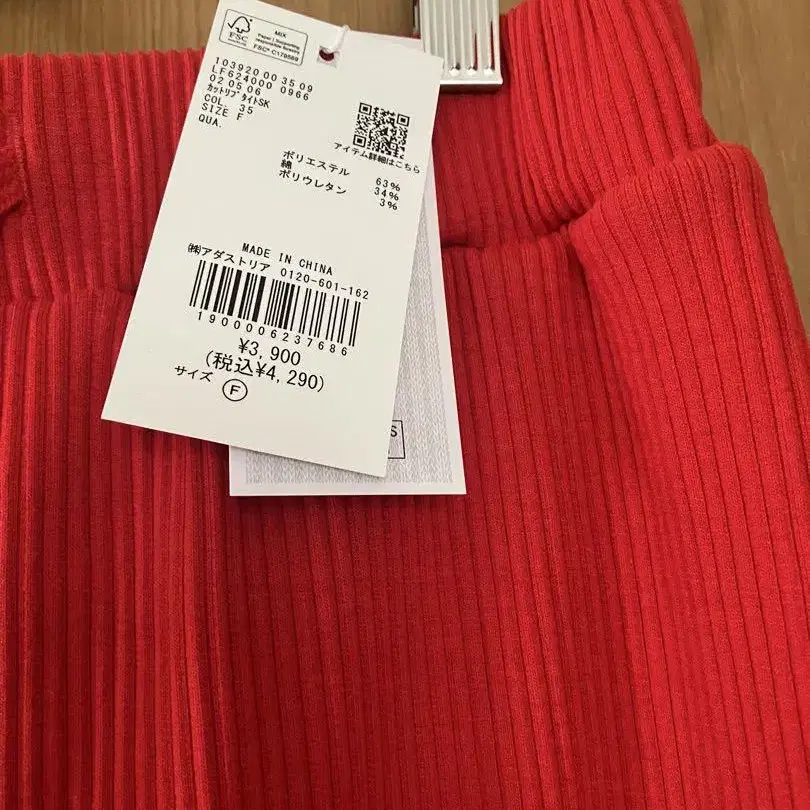 FSC
MIX
Paper | Supporting
responsible forestry
FSC® C178569
103920 00 35 09
LF624000 0966
02 05 06
カットリブタイトSK
COL. 35
SIZE F
QUA.
アイテム詳細はこちら
ポリエステル 63%
綿 34%
ポリウレタン 3%
MADE IN CHINA
㈱アダストリア 0120-601-162
1900006237686
¥3,900
(税込¥4,290)
サイズ F
S